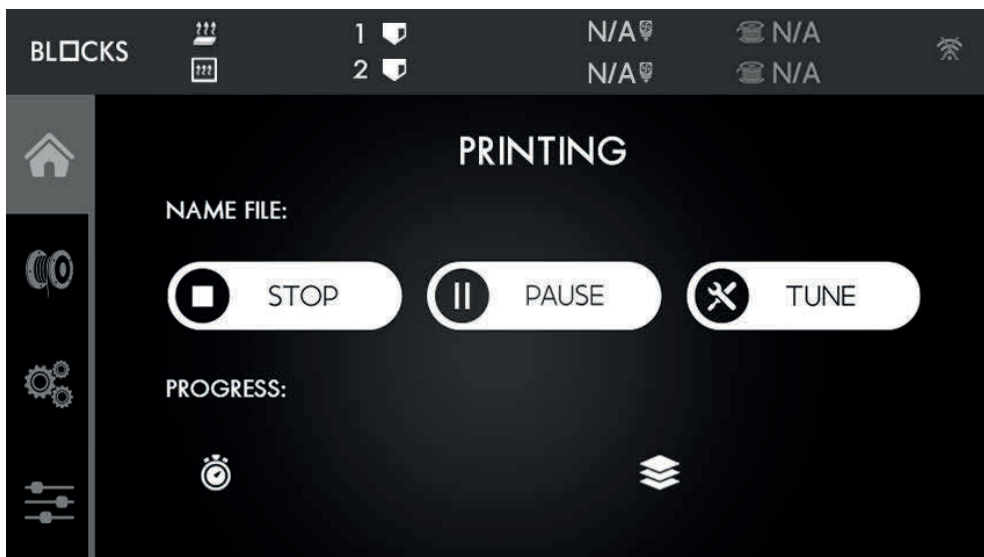 BLOCKS
1
2
N/A
N/A
N/A
N/A
PRINTING
NAME FILE:
STOP
PAUSE
TUNE
PROGRESS: